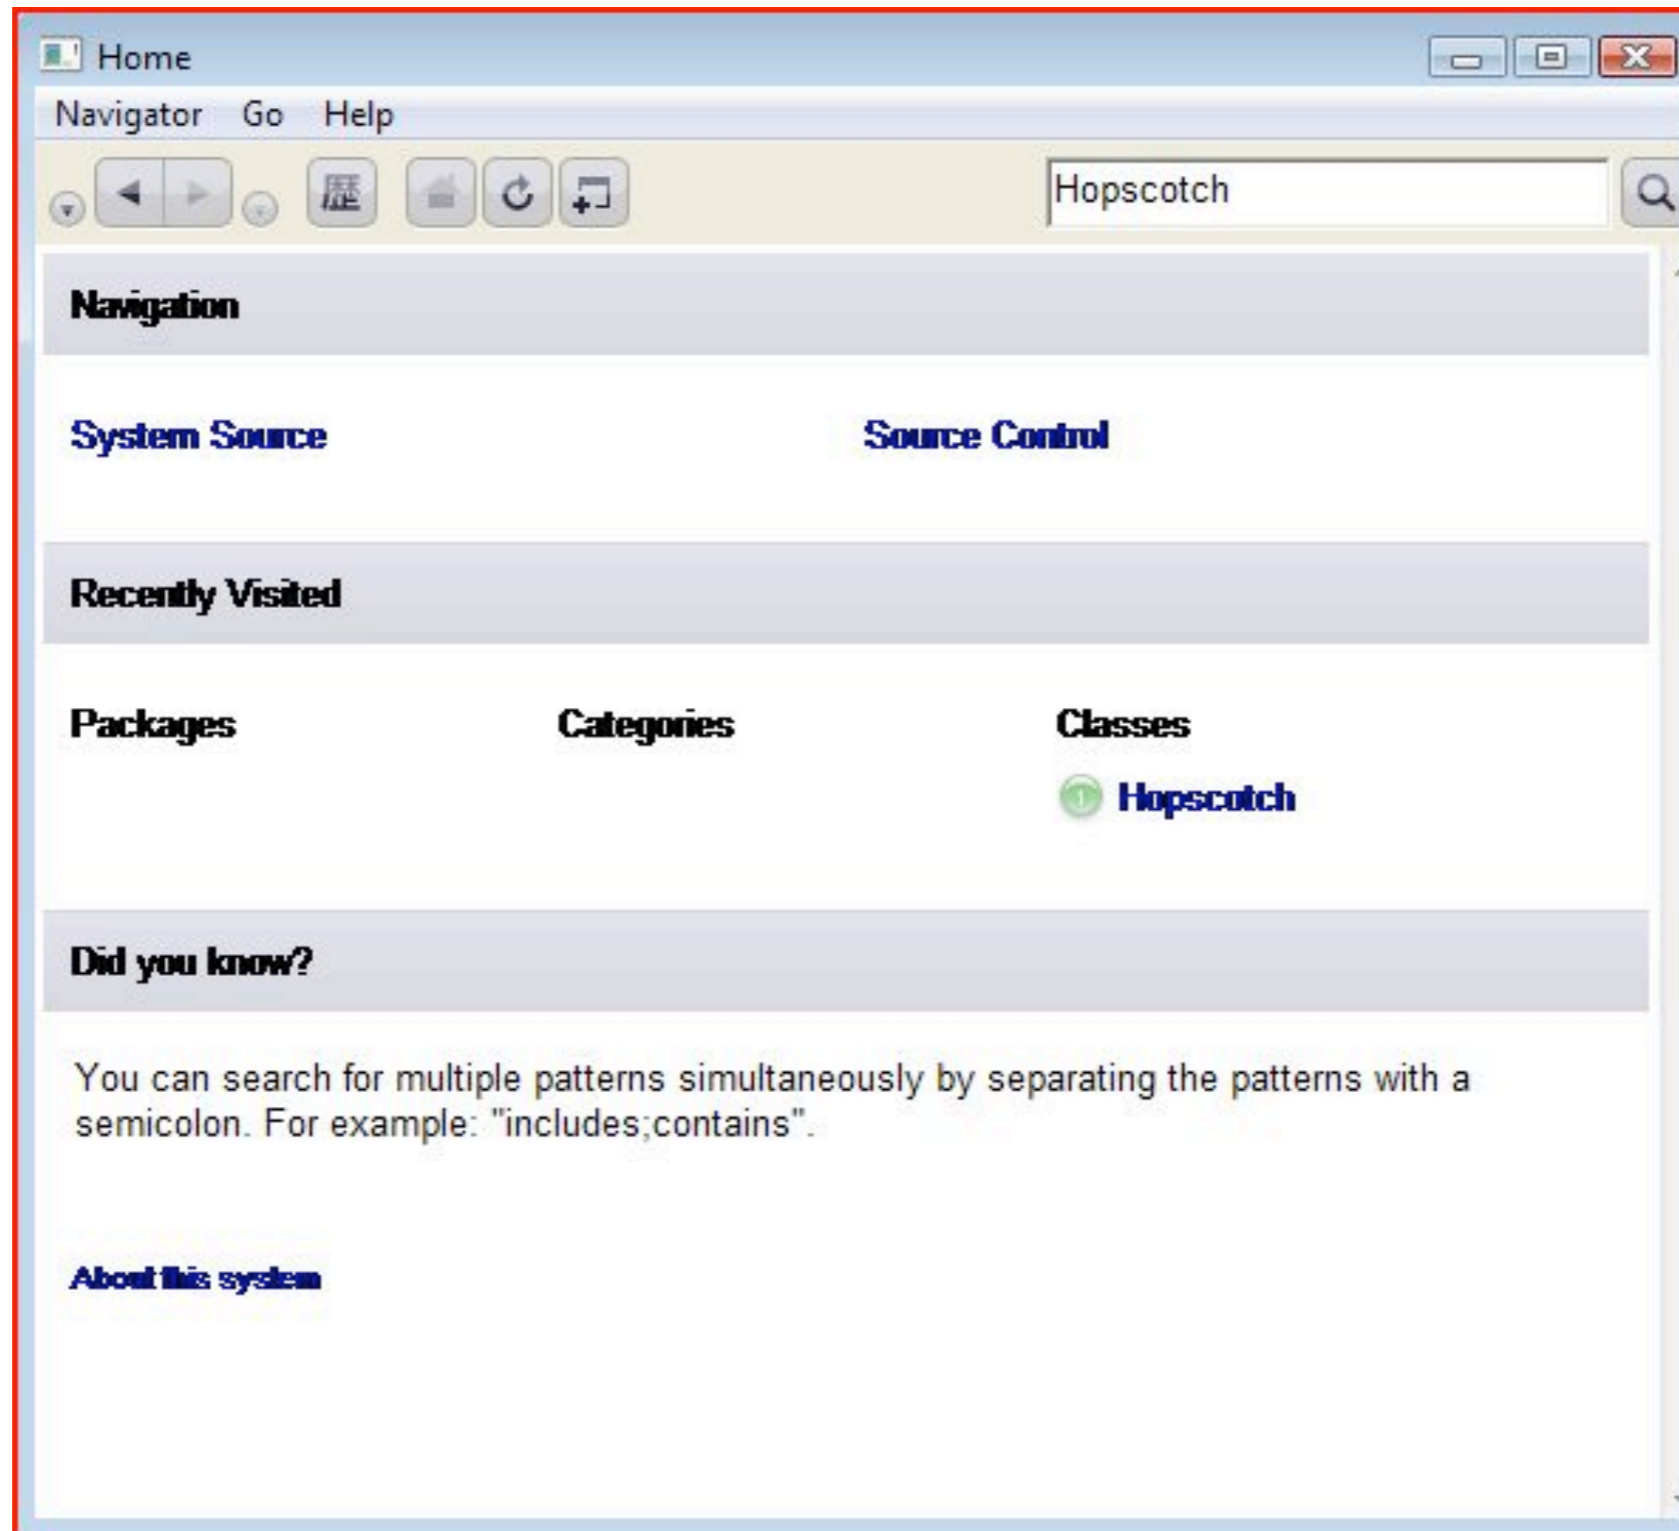 Home
Navigator Go Help
歴 Hopscotch
Navigation
System Source Source Control
Recently Visited
Packages Categories Classes
1 Hopscotch
Did you know?
You can search for multiple patterns simultaneously by separating the patterns with a
semicolon. For example: "includes;contains".
About this system